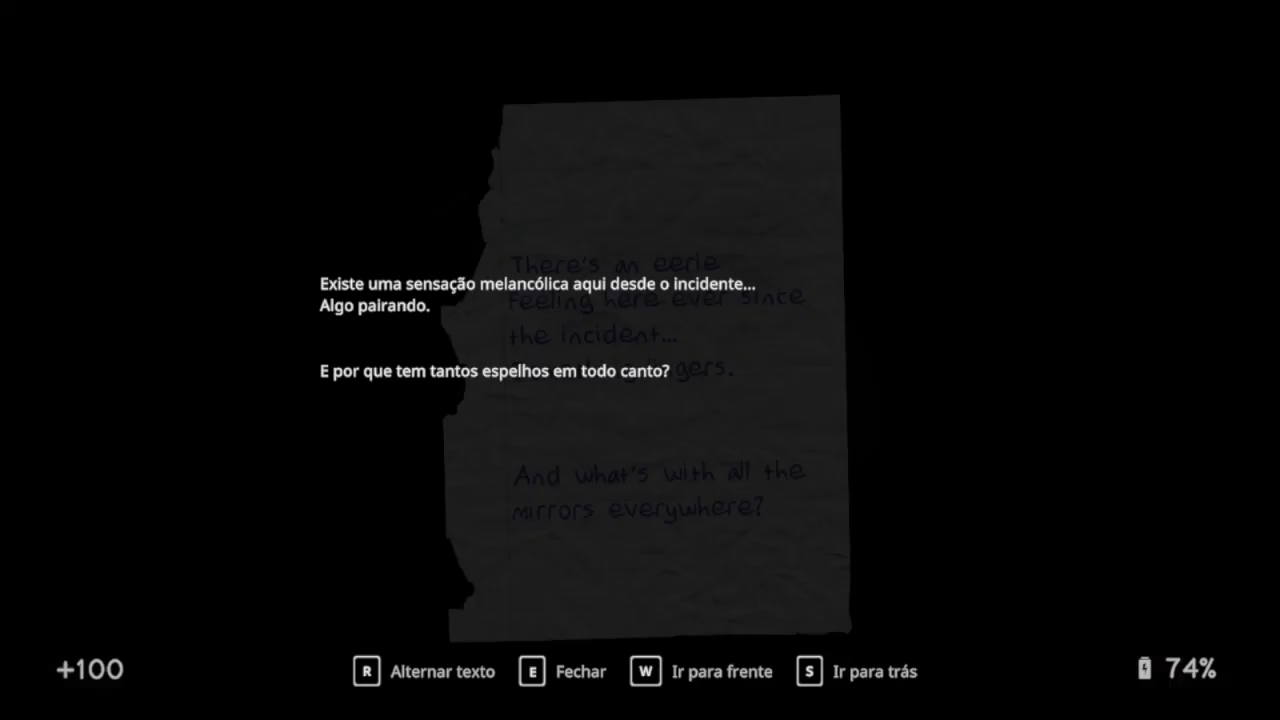 There's an eerie
Existe uma sensação melancólica aqui desde o incidente...
Feeling here ever since
Algo pairando.
the incident...
E por que tem tantos espelhos em todo canto?
And what's with all the
mirrors everywhere?
+100
R Alternar texto E Fechar W Ir para frente S Ir para trás
74%